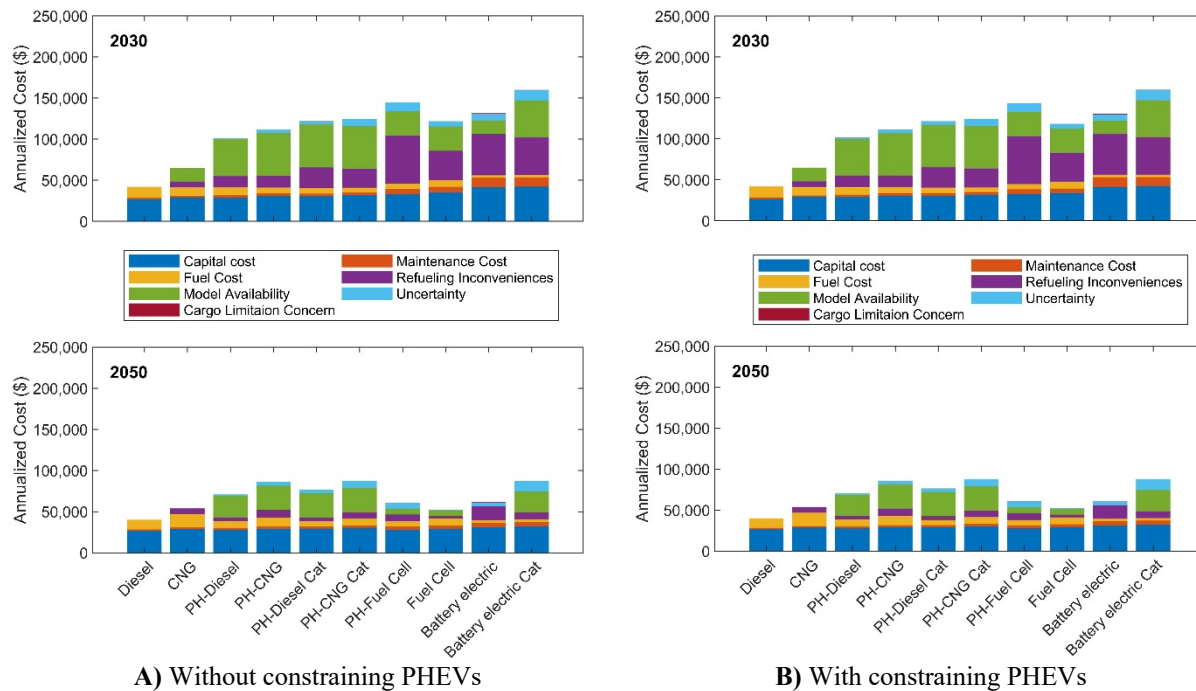 250,000
200,000
150,000
100,000
50,000
0
Annualized Cost ($)
2030
Capital cost
Maintenance Cost
Fuel Cost
Refueling Inconveniences
Model Availability
Uncertainty
Cargo Limitaion Concern
250,000
200,000
150,000
100,000
50,000
0
Annualized Cost ($)
2050
Diesel
CNG
PH-Diesel
PH-CNG
PH-Diesel Cat
PH-CNG Cat
PH-Fuel Cell
Fuel Cell
Battery electric
Battery electric Cat
A) Without constraining PHEVs
250,000
200,000
150,000
100,000
50,000
0
Annualized Cost ($)
2030
Capital cost
Maintenance Cost
Fuel Cost
Refueling Inconveniences
Model Availability
Uncertainty
Cargo Limitaion Concern
250,000
200,000
150,000
100,000
50,000
0
Annualized Cost ($)
2050
Diesel
CNG
PH-Diesel
PH-CNG
PH-Diesel Cat
PH-CNG Cat
PH-Fuel Cell
Fuel Cell
Battery electric
Battery electric Cat
B) With constraining PHEVs